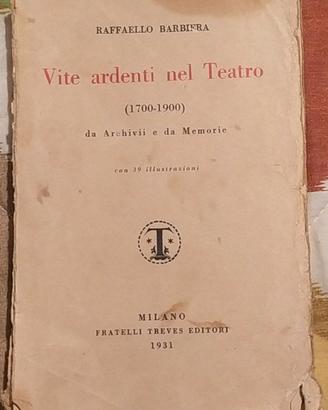 RAFFAELLO BARBIERA
Vite ardenti nel Teatro
(1700-1900)
da Archivii e da Memorie
con 39 illustrazioni
T
MILANO
FRATELLI TREVES EDITORI
1931